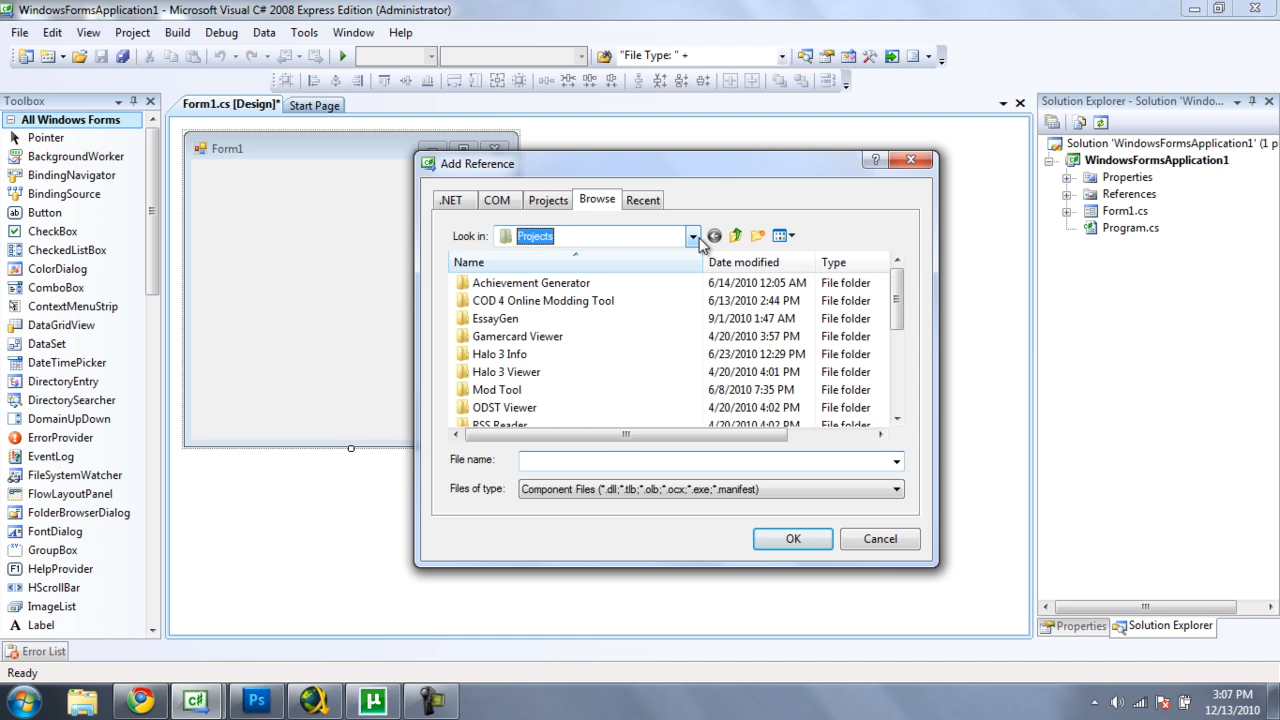 WindowsFormsApplication1 - Microsoft Visual C# 2008 Express Edition (Administrator)
File Edit View Project Build Debug Data Tools Window Help
"File Type: " +
Toolbox
All Windows Forms
Pointer
BackgroundWorker
BindingNavigator
BindingSource
Button
CheckBox
CheckedListBox
ColorDialog
ComboBox
ContextMenuStrip
DataGridView
DataSet
DateTimePicker
DirectoryEntry
DirectorySearcher
DomainUpDown
ErrorProvider
EventLog
FileSystemWatcher
FlowLayoutPanel
FolderBrowserDialog
FontDialog
GroupBox
HelpProvider
HScrollBar
ImageList
A Label
Error List
Ready
Form1.cs [Design]* Start Page
Form1
Add Reference
.NET COM Projects Browse Recent
Look in: Projects
Name Date modified Type
Achievement Generator 6/14/2010 12:05 AM File folder
COD 4 Online Modding Tool 6/13/2010 2:44 PM File folder
EssayGen 9/1/2010 1:47 AM File folder
Gamercard Viewer 4/20/2010 3:57 PM File folder
Halo 3 Info 6/23/2010 12:29 PM File folder
Halo 3 Viewer 4/20/2010 4:01 PM File folder
Mod Tool 6/8/2010 7:35 PM File folder
ODST Viewer 4/20/2010 4:02 PM File folder
RSS Reader 4/20/2010 4:02 PM File folder
File name:
Files of type: Component Files (*.dll;*.tlb;*.olb;*.ocx;*.exe;*.manifest)
OK Cancel
Solution Explorer - Solution 'Windo...
Solution 'WindowsFormsApplication1' (1 p
WindowsFormsApplication1
Properties
References
Form1.cs
Program.cs
Properties Solution Explorer
3:07 PM
12/13/2010